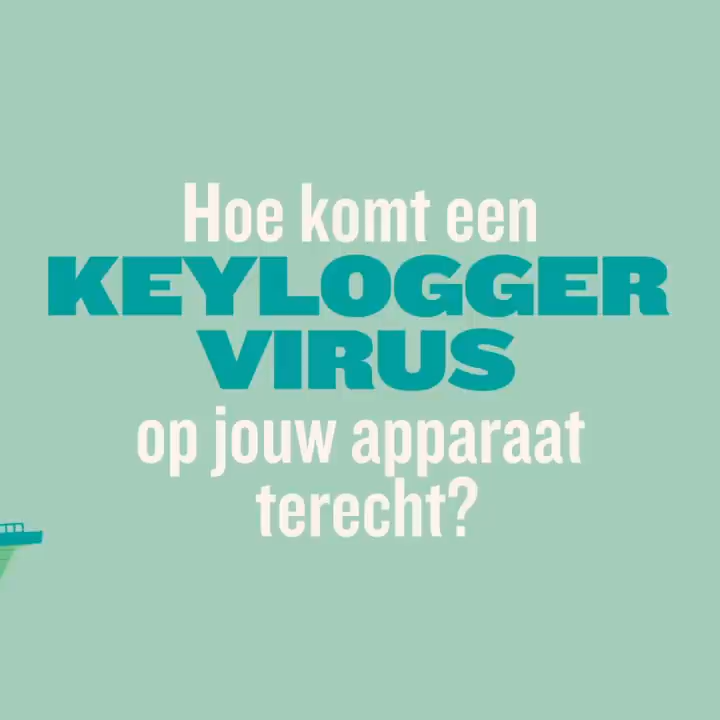 Hoe komt een
KEYLOGGER
VIRUS
op jouw apparaat
terecht?